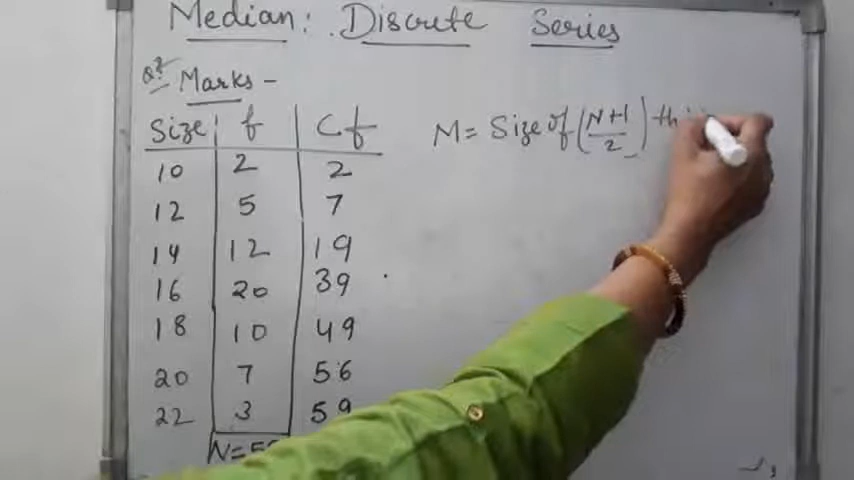 Median: Discrete Series
Q? Marks -
Size f Cf
10 2 2
12 5 7
14 12 19
16 20 39
18 10 49
20 7 56
22 3 59
M = Size of (N+1/2) th